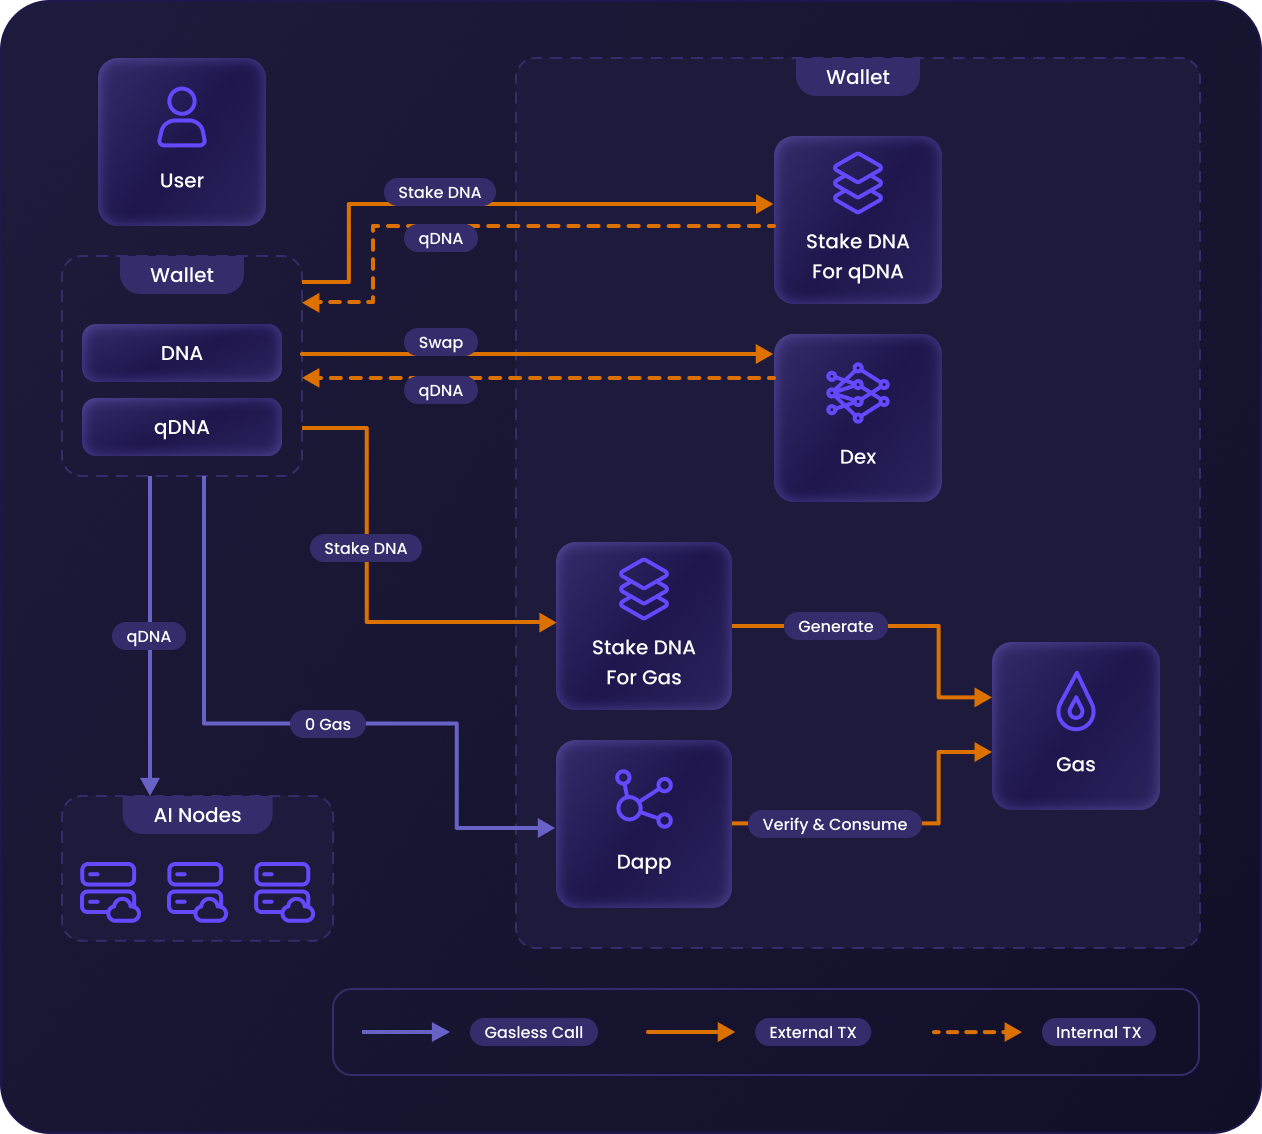 User
Wallet
DNA
qDNA
Wallet
Stake DNA
qDNA
Stake DNA
For qDNA
Swap
qDNA
Dex
Stake DNA
Stake DNA
For Gas
Generate
Gas
qDNA
0 Gas
Dapp
Verify & Consume
AI Nodes
Gasless Call
External TX
Internal TX